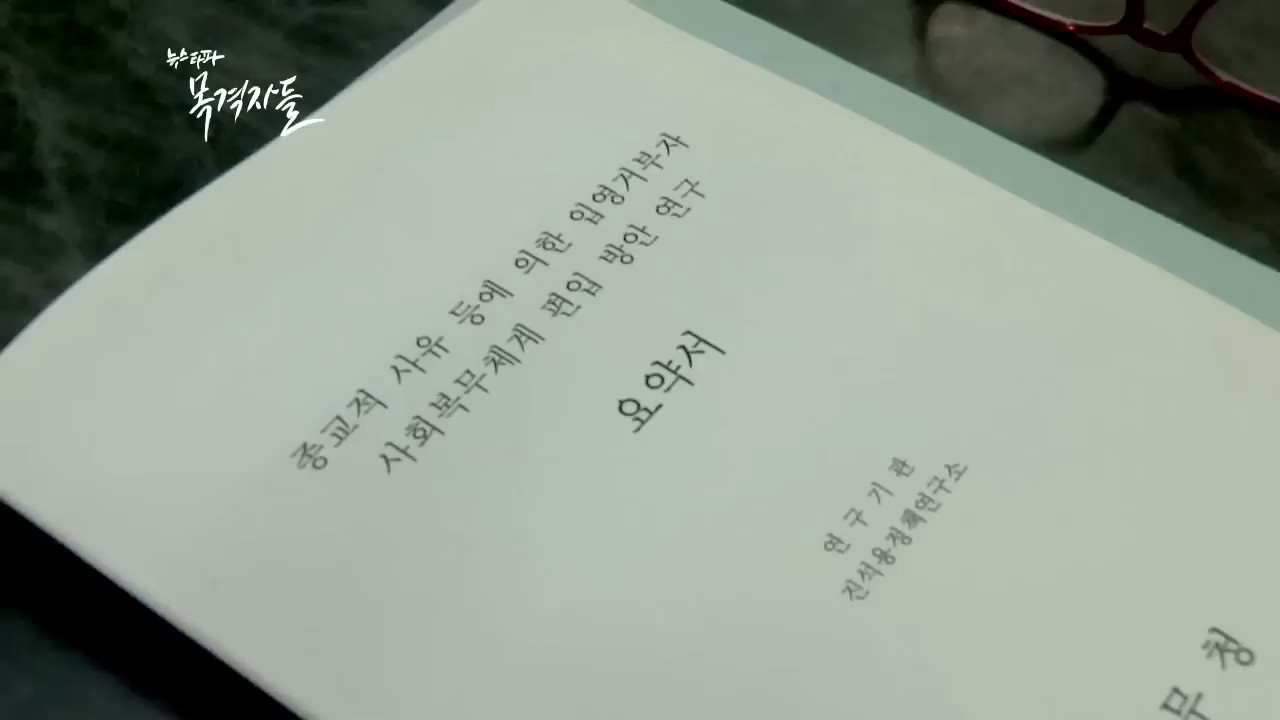 뉴스타파
목격자들
종교적 사유 등에 의한 입영거부자
사회복무체계 편입 방안 연구
요약서
연구기관
진석용정책연구소
무청